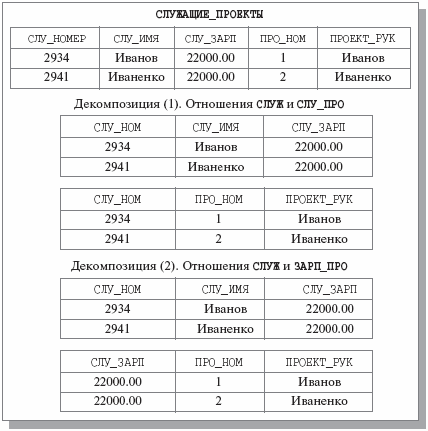 СЛУЖАЩИЕ_ПРОЕКТЫ
СЛУ_НОМЕР СЛУ_ИМЯ СЛУ_ЗАРП ПРО_НОМ ПРОЕКТ_РУК
2934 Иванов 22000.00 1 Иванов
2941 Иваненко 22000.00 2 Иваненко
Декомпозиция (1). Отношения СЛУЖ и СЛУ_ПРО
СЛУ_НОМ СЛУ_ИМЯ СЛУ_ЗАРП
2934 Иванов 22000.00
2941 Иваненко 22000.00
СЛУ_НОМ ПРО_НОМ ПРОЕКТ_РУК
2934 1 Иванов
2941 2 Иваненко
Декомпозиция (2). Отношения СЛУЖ и ЗАРП_ПРО
СЛУ_НОМ СЛУ_ИМЯ СЛУ_ЗАРП
2934 Иванов 22000.00
2941 Иваненко 22000.00
СЛУ_ЗАРП ПРО_НОМ ПРОЕКТ_РУК
22000.00 1 Иванов
22000.00 2 Иваненко